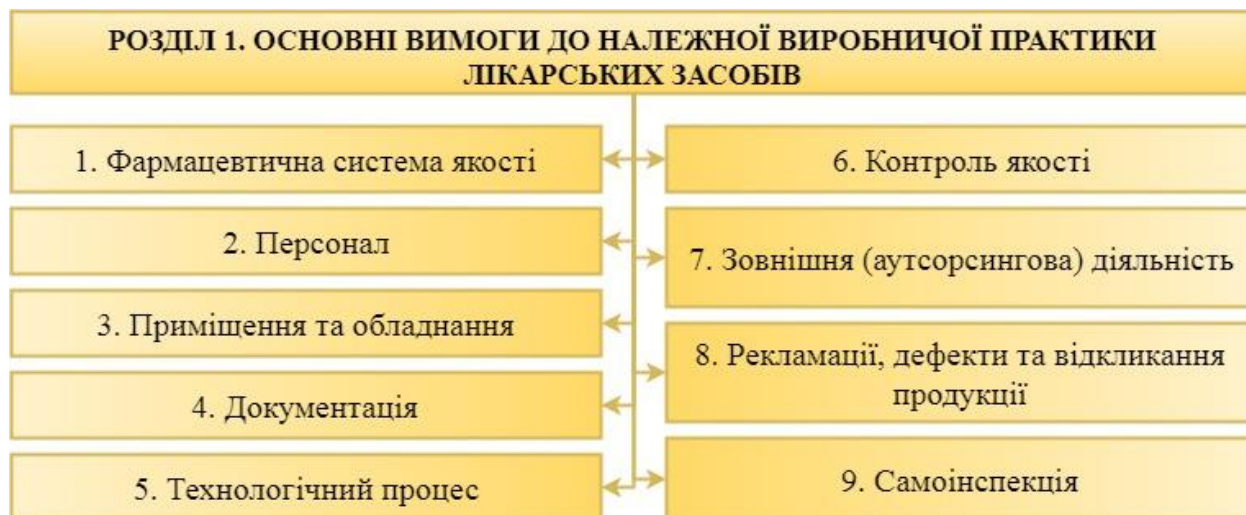 РОЗДІЛ 1. ОСНОВНІ ВИМОГИ ДО НАЛЕЖНОЇ ВИРОБНИЧОЇ ПРАКТИКИ
ЛІКАРСЬКИХ ЗАСОБІВ
1. Фармацевтична система якості
2. Персонал
3. Приміщення та обладнання
4. Документація
5. Технологічний процес
6. Контроль якості
7. Зовнішня (аутсорсингова) діяльність
8. Рекламації, дефекти та відкликання
продукції
9. Самоінспекція